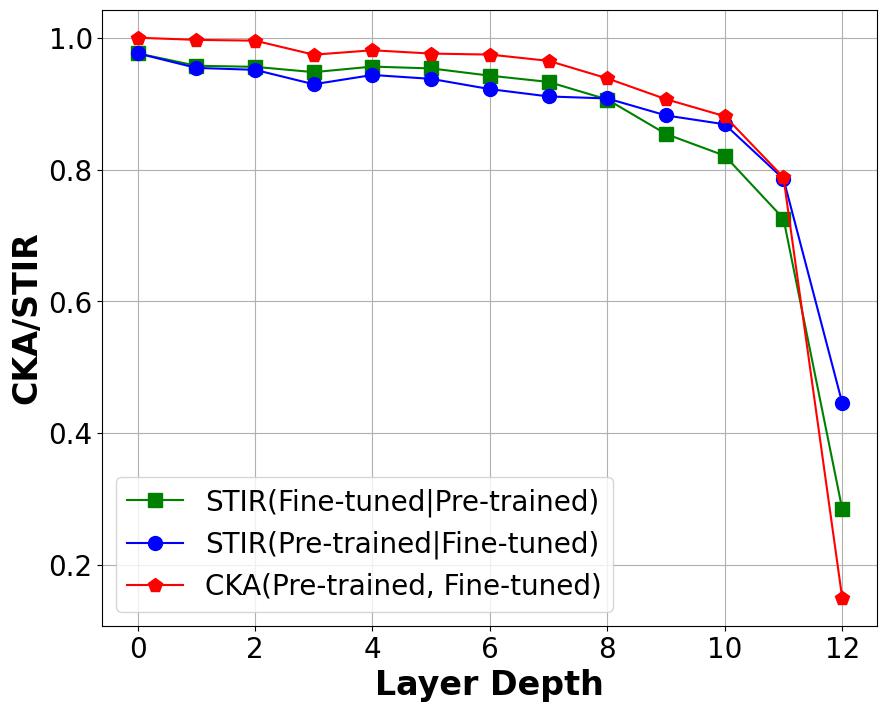 1.0
0.8
0.6
0.4
0.2
CKA/STIR
STIR(Fine-tuned|Pre-trained)
STIR(Pre-trained|Fine-tuned)
CKA(Pre-trained, Fine-tuned)
0 2 4 6 8 10 12
Layer Depth